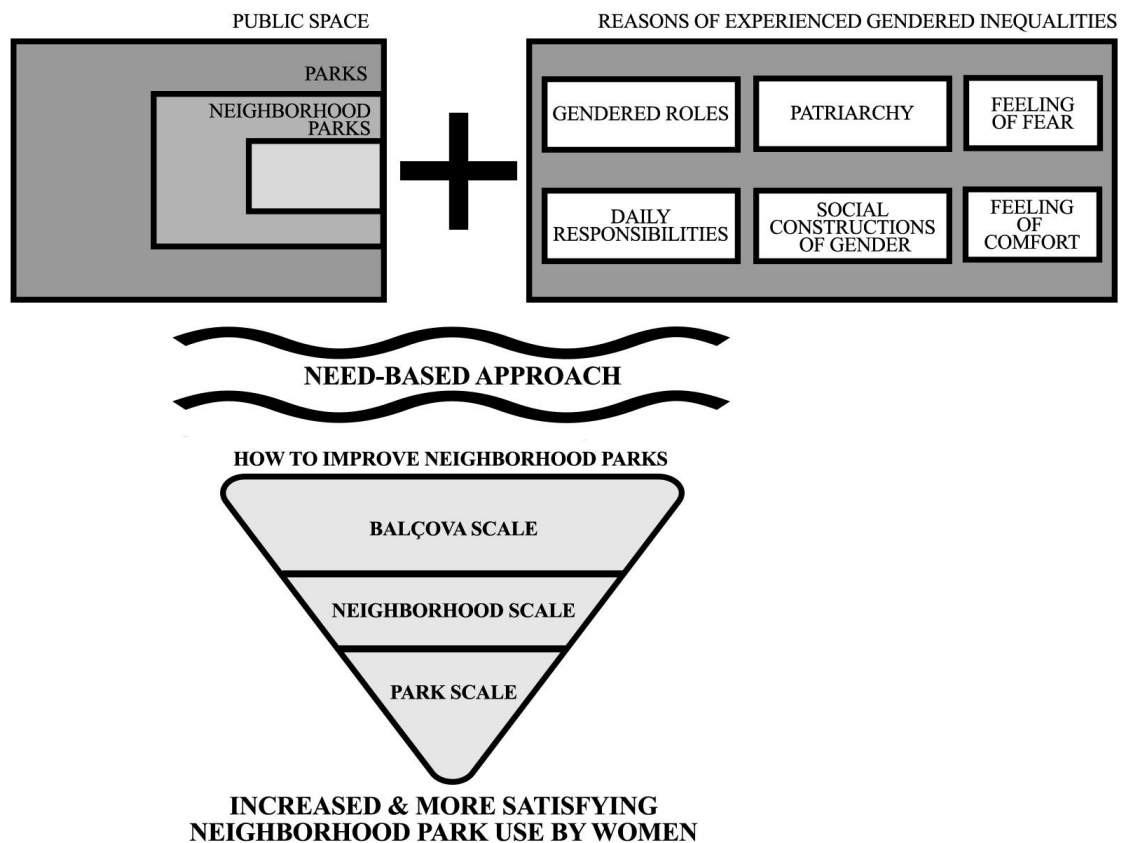 PUBLIC SPACE
PARKS
NEIGHBORHOOD
PARKS
REASONS OF EXPERIENCED GENDERED INEQUALITIES
GENDERED ROLES
PATRIARCHY
FEELING
OF FEAR
DAILY
RESPONSIBILITIES
SOCIAL
CONSTRUCTIONS
OF GENDER
FEELING
OF
COMFORT
NEED-BASED APPROACH
HOW TO IMPROVE NEIGHBORHOOD PARKS
BALÇOVA SCALE
NEIGHBORHOOD SCALE
PARK SCALE
INCREASED & MORE SATISFYING
NEIGHBORHOOD PARK USE BY WOMEN